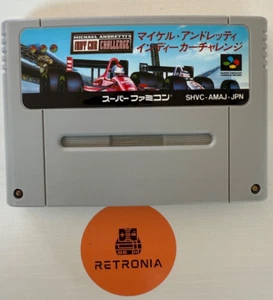 MICHAEL ANDRETTI'S
INDY CAR CHALLENGE
マイケル・アンドレッティ
インディーカーチャレンジ
スーパーファミコン
SHVC-AMAJ-JPN
RETRONIA